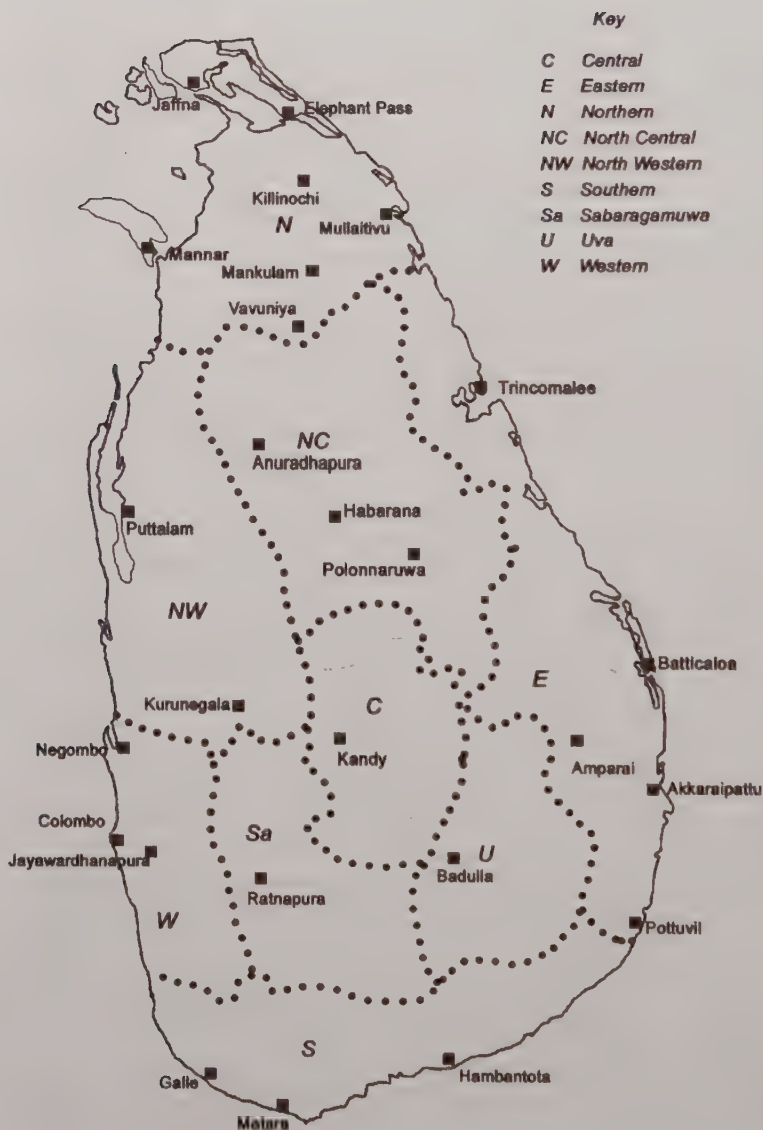 Key
C Central
E Eastern
N Northern
NC North Central
NW North Western
S Southern
Sa Sabaragamuwa
U Uva
W Western
Jaffna
Elephant Pass
Killinochi
N
Mullaitivu
Mannar
Mankulam
Vavuniya
Trincomalee
NC
Anuradhapura
Habarana
Puttalam
Polonnaruwa
NW
Batticaloa
E
Kurunegala
C
Negombo
Kandy
Amparai
Akkaraipattu
Colombo
Sa
Jayawardhanapura
U
Badulla
Ratnapura
W
Pottuvil
S
Galle
Hambantota
Matara